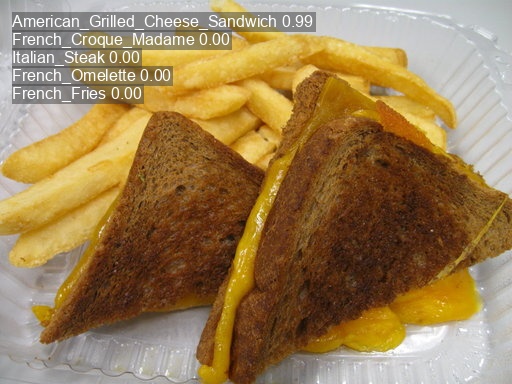 American_Grilled_Cheese_Sandwich 0.99
French_Croque_Madame 0.00
Italian_Steak 0.00
French_Omelette 0.00
French_Fries 0.00